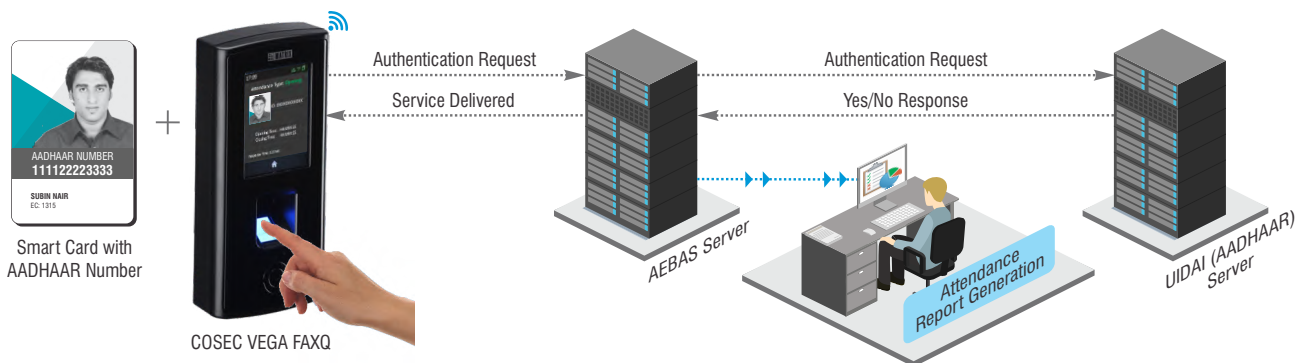 AADHAAR NUMBER
111122223333
SUBIN NAIR
EC: 1315
Smart Card with
AADHAAR Number
+
COSEC VEGA FAXQ
Authentication Request
Service Delivered
AEBAS Server
Authentication Request
Yes/No Response
Attendance
Report Generation
UIDAI (AADHAAR)
Server